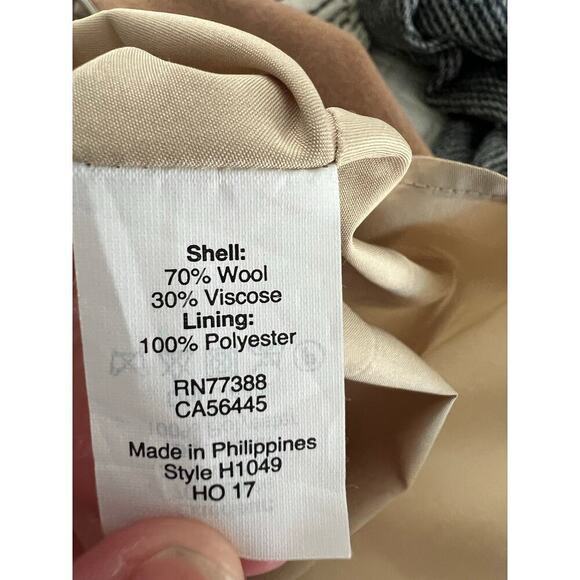 Shell:
70% Wool
30% Viscose
Lining:
100% Polyester
RN77388
CA56445
Made in Philippines
Style H1049
HO 17